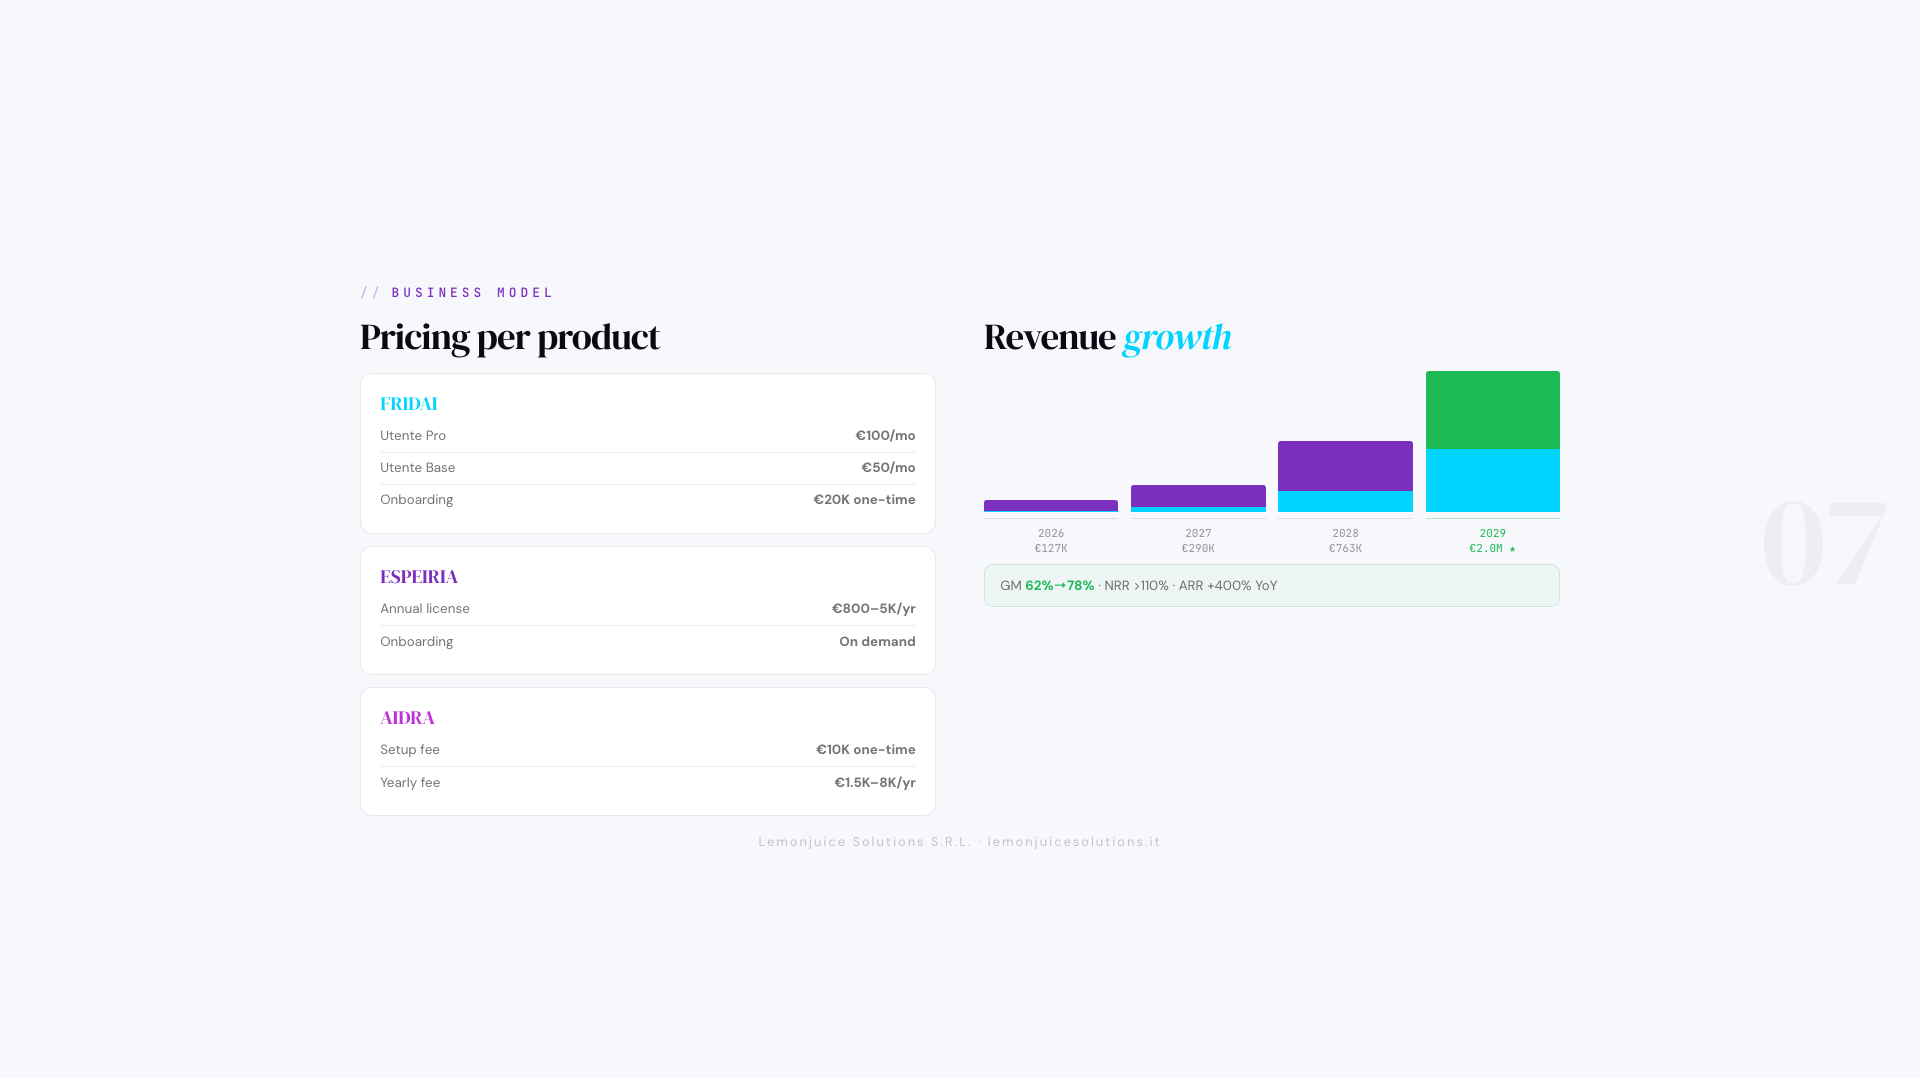 // BUSINESS MODEL
Pricing per product
FRIDAI
Utente Pro €100/mo
Utente Base €50/mo
Onboarding €20K one-time
ESPEIRIA
Annual license €800–5K/yr
Onboarding On demand
AIDRA
Setup fee €10K one-time
Yearly fee €1.5K–8K/yr
Revenue growth
2026 2027 2028 2029
€127K €290K €763K €2.0M ★
GM 62%→78% · NRR >110% · ARR +400% YoY
07
Lemonjuice Solutions S.R.L. · lemonjuicesolutions.it